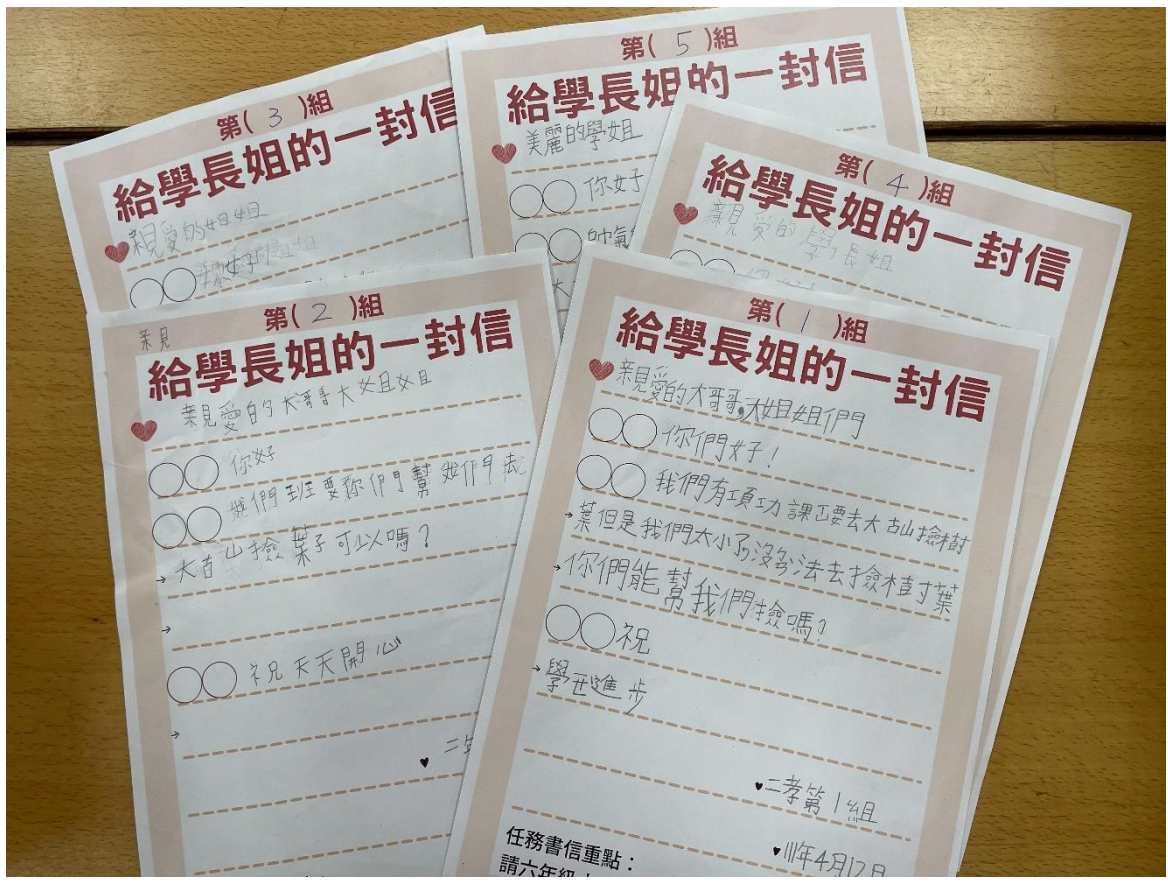 第( 3 )組
給學長姐的一封信
親愛的姐姐
第( 5 )組
給學長姐的一封信
美麗的學姐
你好
帥氣
大
第( 4 )組
給學長姐的一封信
親愛的學長姐
你好
第( 2 )組
親
給學長姐的一封信
親愛的大哥哥大姐姐
你好
我們班要你們幫我們去
大古山撿葉子可以嗎?
祝天天開心
二
第( 1 )組
給學長姐的一封信
親愛的大哥哥,大姐姐們
你們好!
我們有項功課正要去大古山撿樹
葉但是我們太小了沒辦法去撿樹葉
你們能幫我們撿嗎?
祝
學業進步
二孝第1組
111年4月12日
任務書信重點:
請六年級